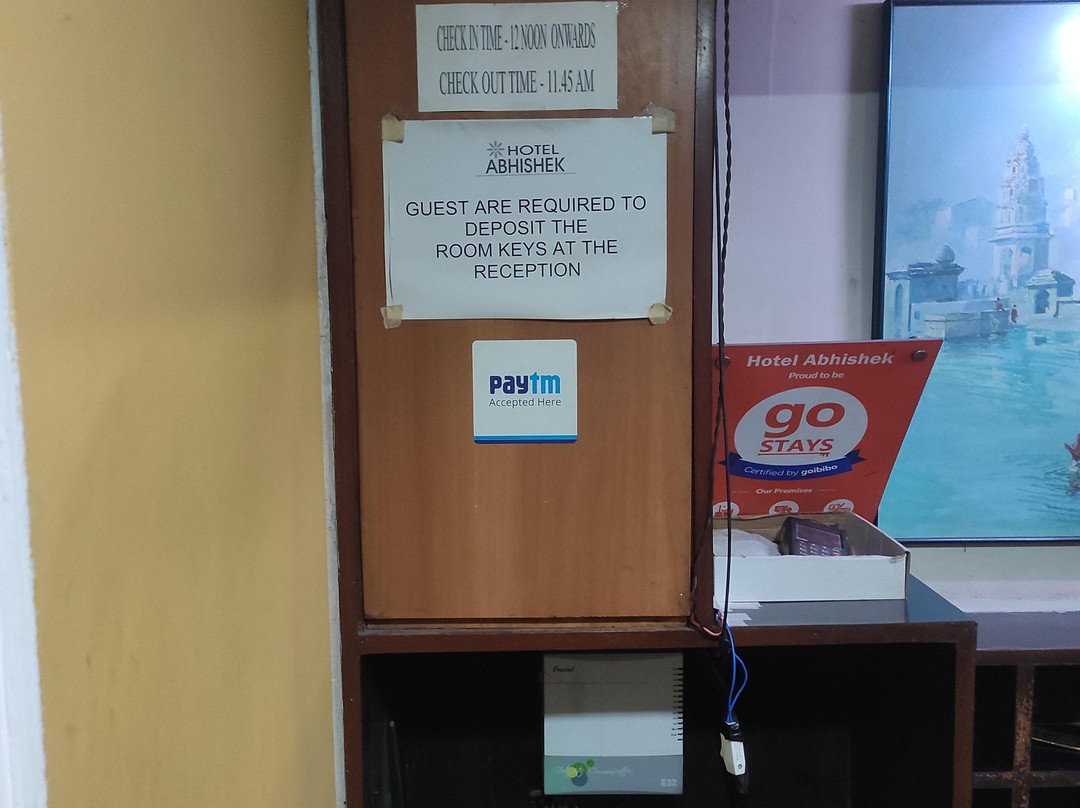 CHECK IN TIME - 12 NOON ONWARDS
CHECK OUT TIME - 11.45 AM
HOTEL
ABHISHEK
GUEST ARE REQUIRED TO
DEPOSIT THE
ROOM KEYS AT THE
RECEPTION
paytm
Accepted Here
Hotel Abhishek
Proud to be
go
STAYS
Certified by goibibo
Our Promises
Crystal
E32